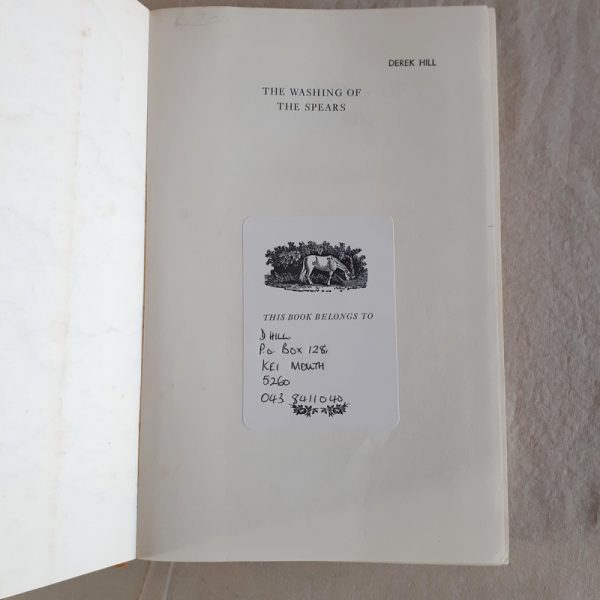 DEREK HILL
THE WASHING OF
THE SPEARS
THIS BOOK BELONGS TO
D HILL
P.O BOX 128
KEI MOUTH
5260
043 8411040